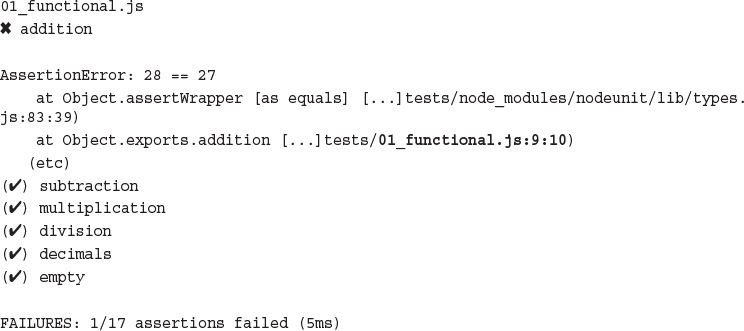 01_functional.js
✖ addition
AssertionError: 28 == 27
at Object.assertWrapper [as equals] [...]tests/node_modules/nodeunit/lib/types.
js:83:39)
at Object.exports.addition [...]tests/01_functional.js:9:10)
(etc)
(✔) subtraction
(✔) multiplication
(✔) division
(✔) decimals
(✔) empty
FAILURES: 1/17 assertions failed (5ms)